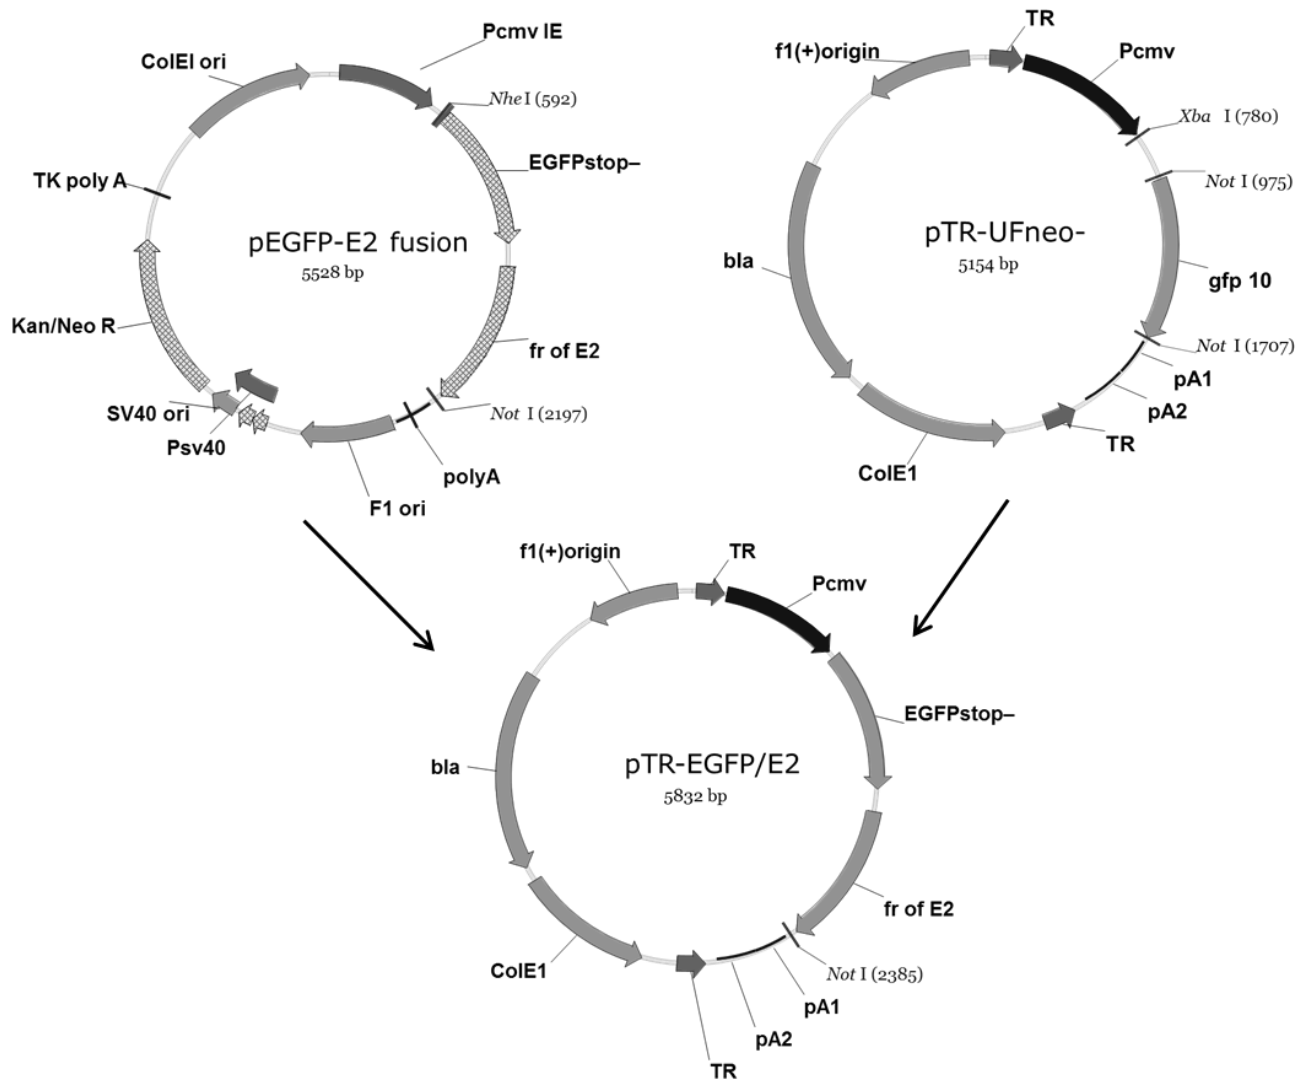 Pcmv IE
ColEI ori
NheI (592)
EGFPstop–
TK poly A
pEGFP-E2 fusion
5528 bp
Kan/Neo R
fr of E2
SV40 ori
Psv40
Not I (2197)
polyA
F1 ori
TR
f1(+)origin
Pcmv
Xba I (780)
Not I (975)
pTR-UFneo-
5154 bp
bla
gfp 10
Not I (1707)
pA1
pA2
TR
ColE1
f1(+)origin
TR
Pcmv
EGFPstop–
bla
pTR-EGFP/E2
5832 bp
fr of E2
ColE1
Not I (2385)
pA1
pA2
TR